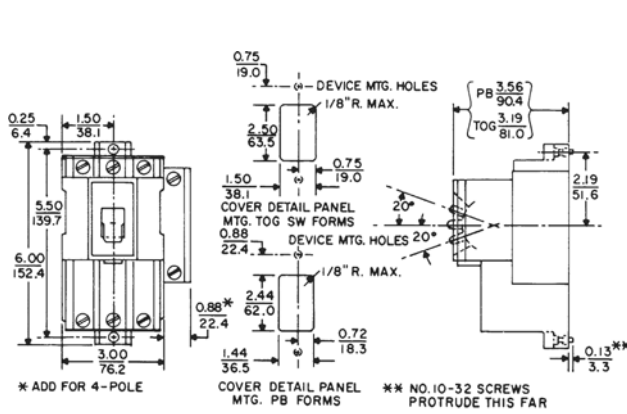 0.25
6.4
1.50
38.1
5.50
139.7
6.00
152.4
3.00
76.2
0.88*
22.4
* ADD FOR 4-POLE
0.75
19.0
DEVICE MTG. HOLES
1/8" R. MAX.
2.50
63.5
0.75
19.0
1.50
38.1
COVER DETAIL PANEL
MTG. TOG SW FORMS
0.88
22.4
DEVICE MTG. HOLES
1/8" R. MAX.
2.44
62.0
0.72
18.3
1.44
36.5
COVER DETAIL PANEL
MTG. PB FORMS
PB 3.56
90.4
TOG 3.19
81.0
2.19
51.6
20°
20°
0.13**
3.3
** NO.10-32 SCREWS
PROTRUDE THIS FAR